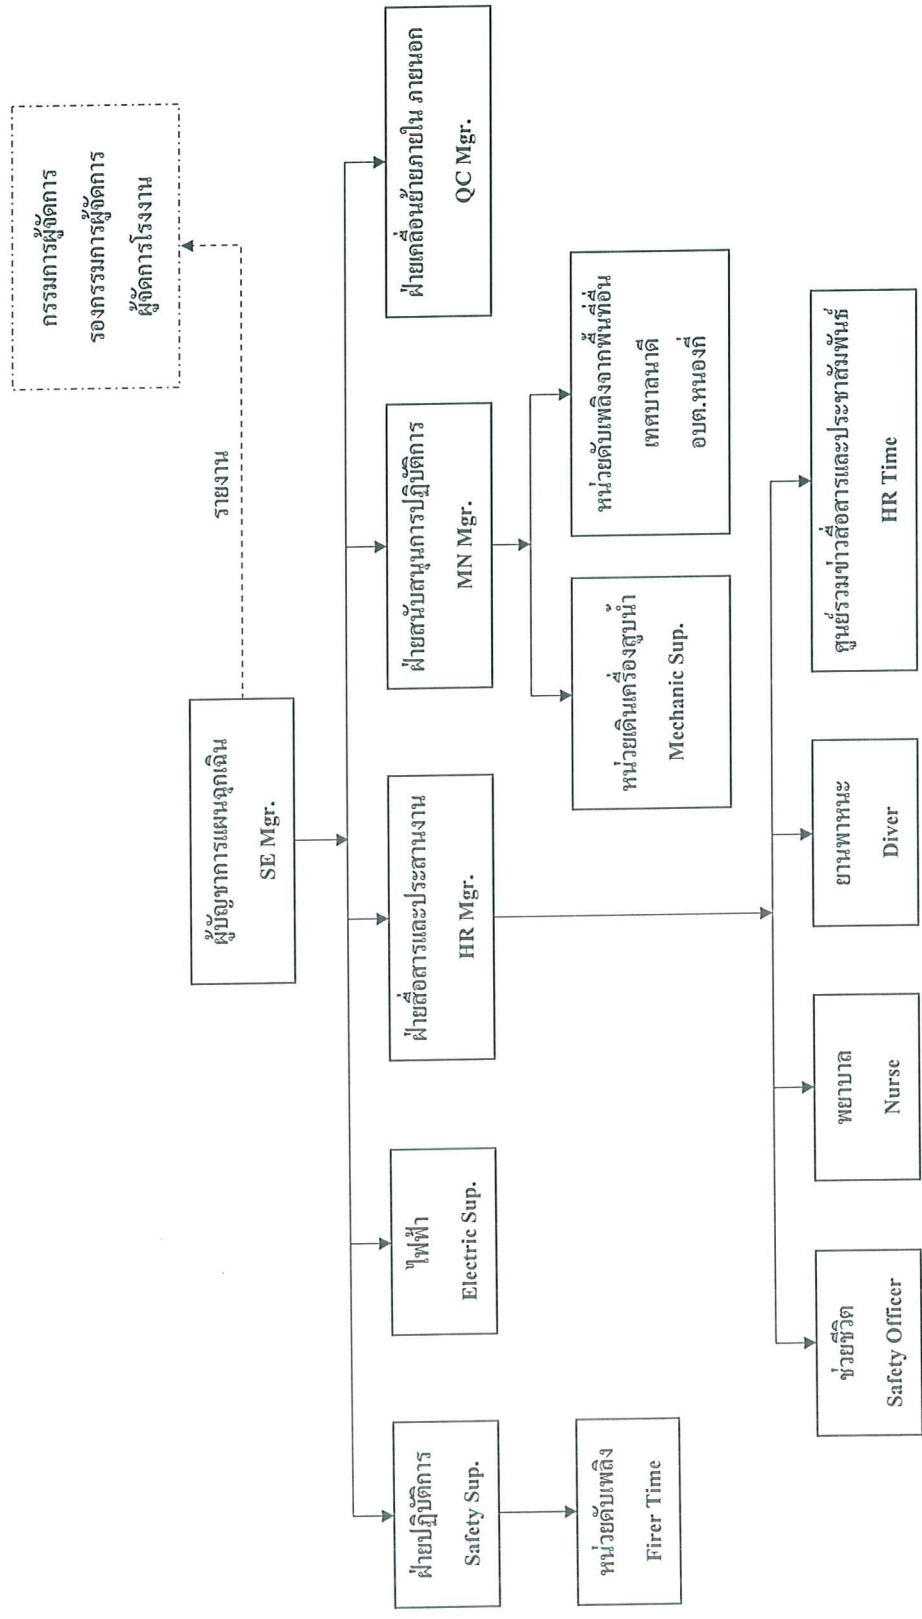 กรรมการผู้จัดการ
รองกรรมการผู้จัดการ
ผู้จัดการโรงงาน
รายงาน
ผู้บัญชาการแผนฉุกเฉิน
SE Mgr.
ฝ่ายปฏิบัติการ
Safety Sup.
ไฟฟ้า
Electric Sup.
ฝ่ายสื่อสารและประสานงาน
HR Mgr.
ฝ่ายสนับสนุนการปฏิบัติการ
MN Mgr.
ฝ่ายเคลื่อนย้ายภายใน ภายนอก
QC Mgr.
หน่วยดับเพลิง
Firer Time
หน่วยเดินเครื่องสูบน้ำ
Mechanic Sup.
หน่วยดับเพลิงจากพื้นที่อื่น
เทศบาลนาดี
อบต.หนองกี่
ช่วยชีวิต
Safety Officer
พยาบาล
Nurse
ยานพาหนะ
Diver
ศูนย์รวมข่าวสื่อสารและประชาสัมพันธ์
HR Time